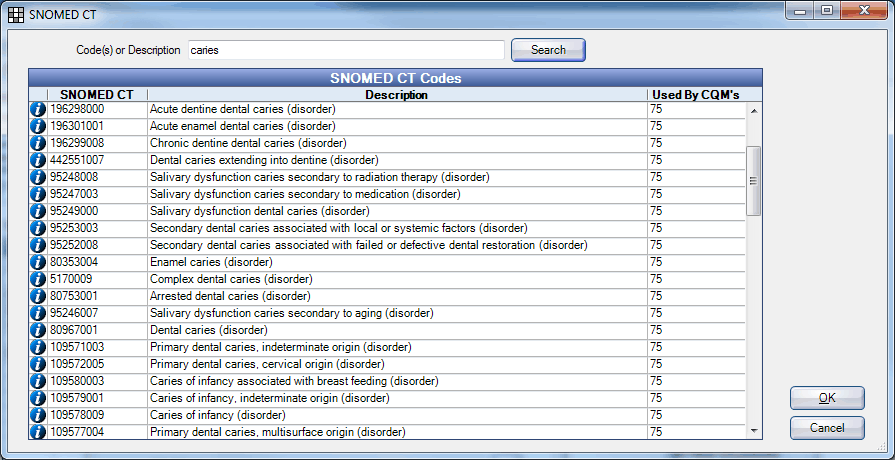 SNOMED CT
Code(s) or Description caries Search
SNOMED CT Codes
SNOMED CT Description Used By CQM's
196298000 Acute dentine dental caries (disorder) 75
196301001 Acute enamel dental caries (disorder) 75
196299008 Chronic dentine dental caries (disorder) 75
442551007 Dental caries extending into dentine (disorder) 75
95248008 Salivary dysfunction caries secondary to radiation therapy (disorder) 75
95247003 Salivary dysfunction caries secondary to medication (disorder) 75
95249000 Salivary dysfunction dental caries (disorder) 75
95253003 Secondary dental caries associated with local or systemic factors (disorder) 75
95252008 Secondary dental caries associated with failed or defective dental restoration (disorder) 75
80353004 Enamel caries (disorder) 75
5170009 Complex dental caries (disorder) 75
80753001 Arrested dental caries (disorder) 75
95246007 Salivary dysfunction caries secondary to aging (disorder) 75
80967001 Dental caries (disorder) 75
109571003 Primary dental caries, indeterminate origin (disorder) 75
109572005 Primary dental caries, cervical origin (disorder) 75
109580003 Caries of infancy associated with breast feeding (disorder) 75
109579001 Caries of infancy, indeterminate origin (disorder) 75
109578009 Caries of infancy (disorder) 75
109577004 Primary dental caries, multisurface origin (disorder) 75
OK
Cancel